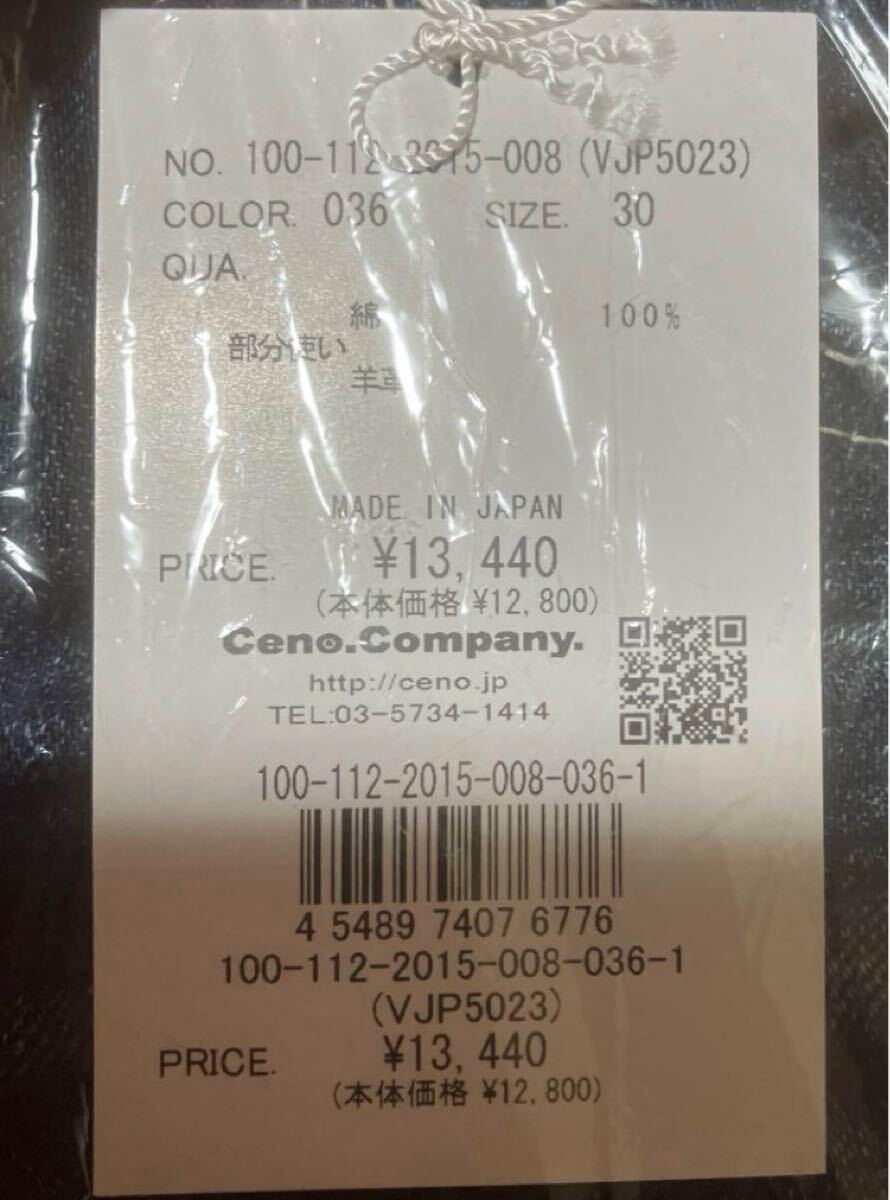 NO. 100-112-2015-008 (VJP5023)
COLOR. 036 SIZE. 30
QUA.
綿 100%
部分使い
羊革
MADE IN JAPAN
PRICE. ¥13,440
(本体価格 ¥12,800)
Ceno.Company.
http://ceno.jp
TEL:03-5734-1414
100-112-2015-008-036-1
4 54897 4076776
100-112-2015-008-036-1
(VJP5023)
PRICE. ¥13,440
(本体価格 ¥12,800)